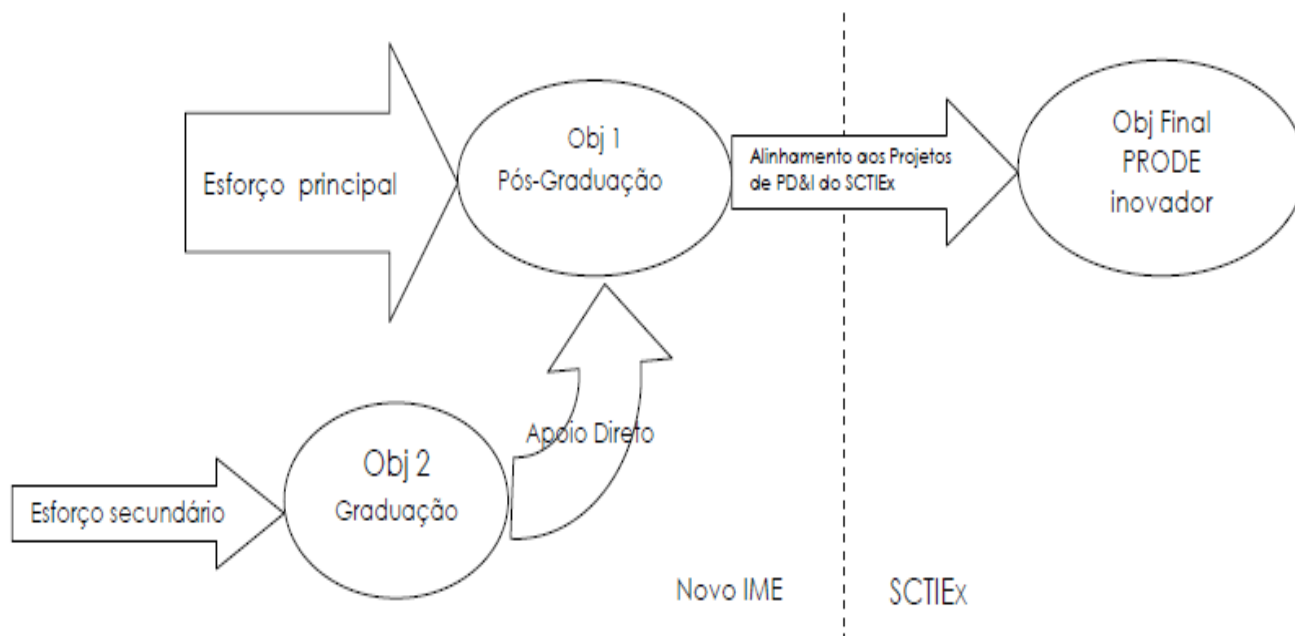 Esforço principal
Obj 1
Pós-Graduação
Alinhamento aos Projetos
de PD&I do SCTIEx
Obj Final
PRODE
inovador
Esforço secundário
Obj 2
Graduação
Apoio Direto
Novo IME
SCTIEx